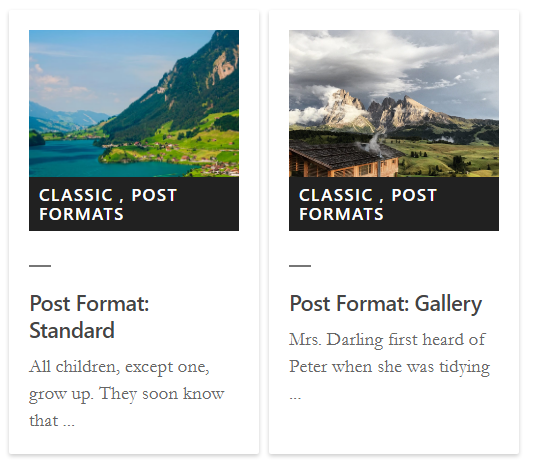 CLASSIC , POST
FORMATS
Post Format:
Standard
All children, except one,
grow up. They soon know
that ...
CLASSIC , POST
FORMATS
Post Format: Gallery
Mrs. Darling first heard of
Peter when she was tidying
...